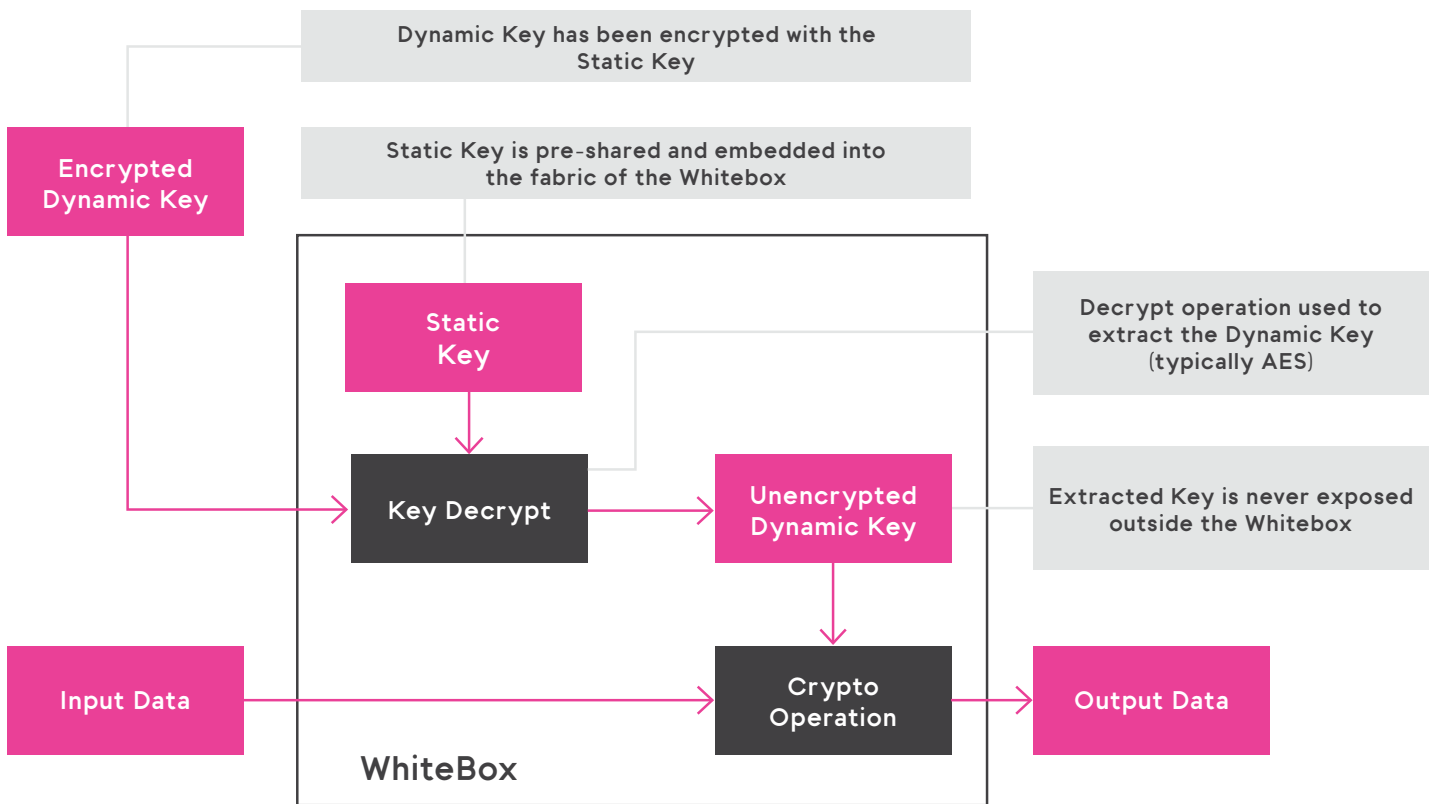 Dynamic Key has been encrypted with the
Static Key
Encrypted
Dynamic Key
Static Key is pre-shared and embedded into
the fabric of the Whitebox
Static
Key
Decrypt operation used to
extract the Dynamic Key
(typically AES)
Key Decrypt
Unencrypted
Dynamic Key
Extracted Key is never exposed
outside the Whitebox
Input Data
Crypto
Operation
Output Data
WhiteBox